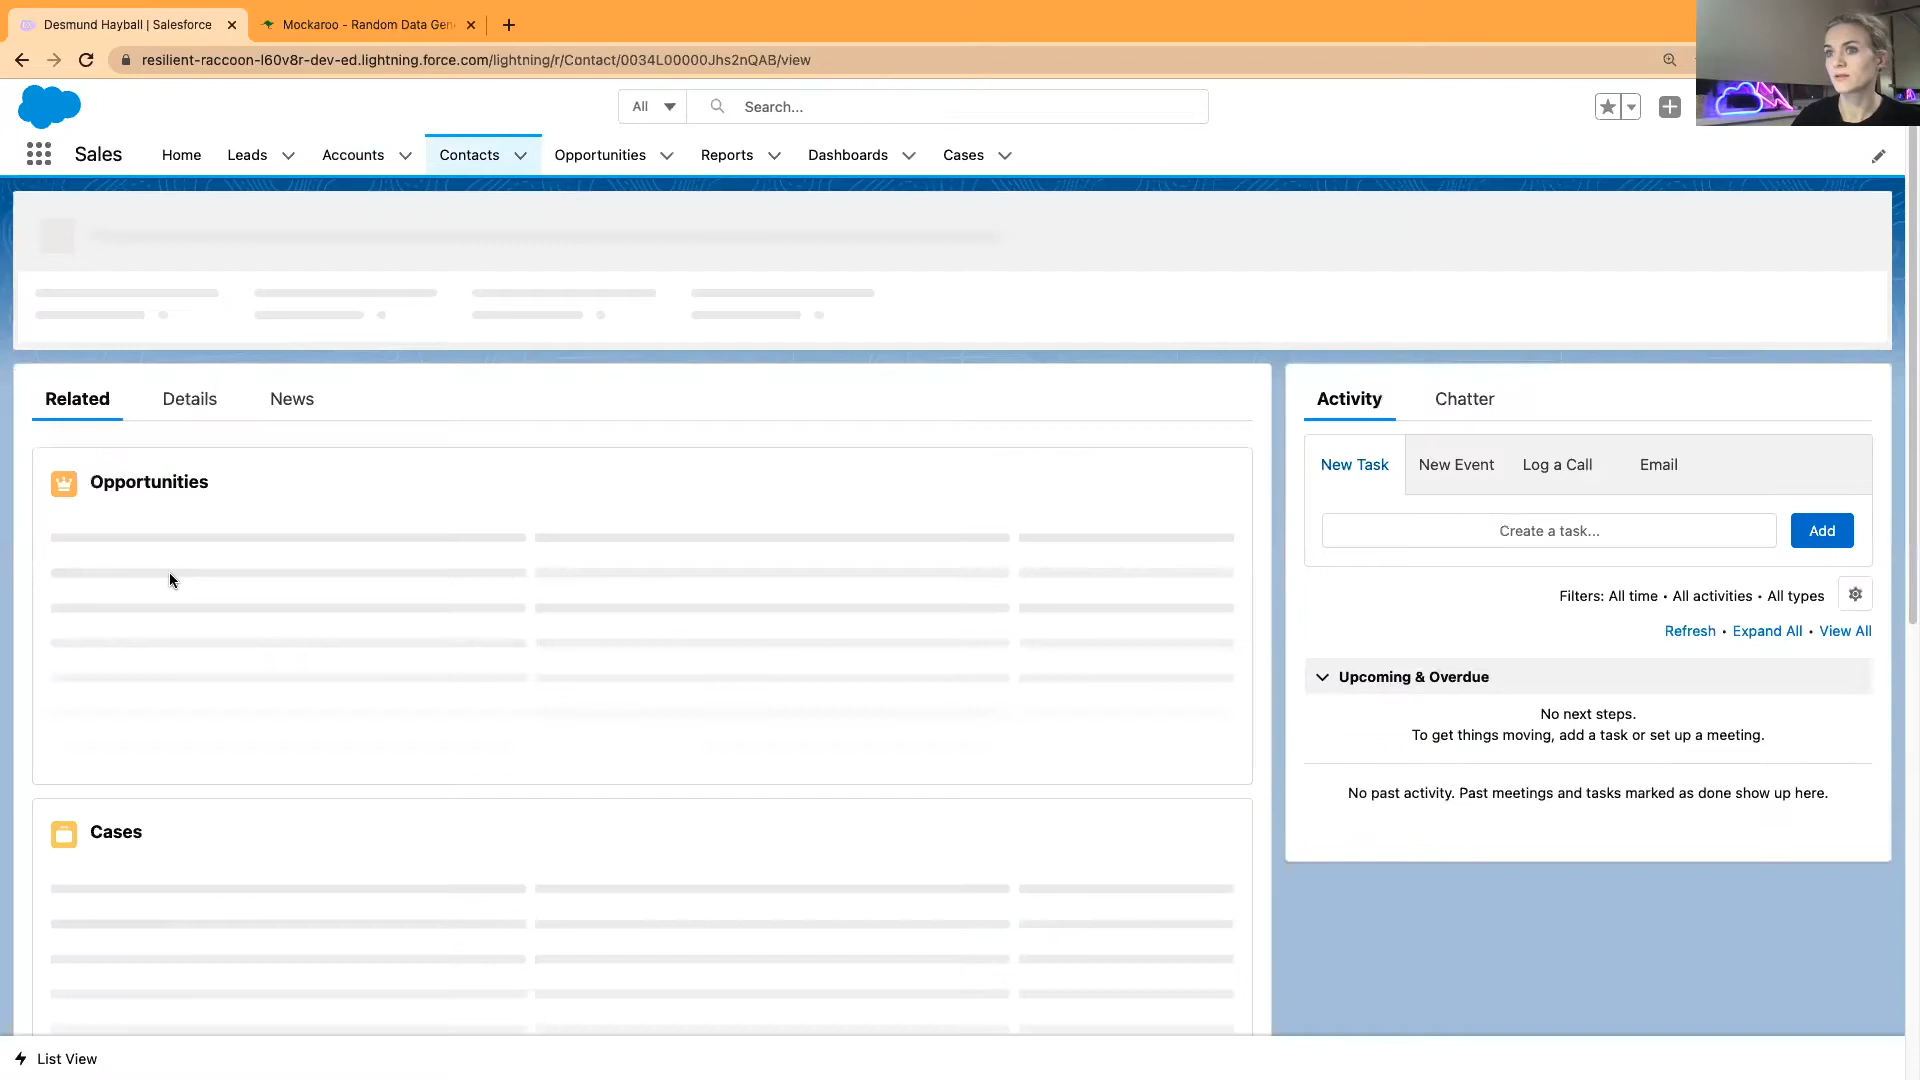 Desmund Hayball | Salesforce
Mockaroo - Random Data Gen
resilient-raccoon-l60v8r-dev-ed.lightning.force.com/lightning/r/Contact/0034L00000Jhs2nQAB/view
All
Search...
Sales
Home
Leads
Accounts
Contacts
Opportunities
Reports
Dashboards
Cases
Related
Details
News
Opportunities
Cases
Activity
Chatter
New Task
New Event
Log a Call
Email
Create a task...
Add
Filters: All time • All activities • All types
Refresh • Expand All • View All
Upcoming & Overdue
No next steps.
To get things moving, add a task or set up a meeting.
No past activity. Past meetings and tasks marked as done show up here.
List View